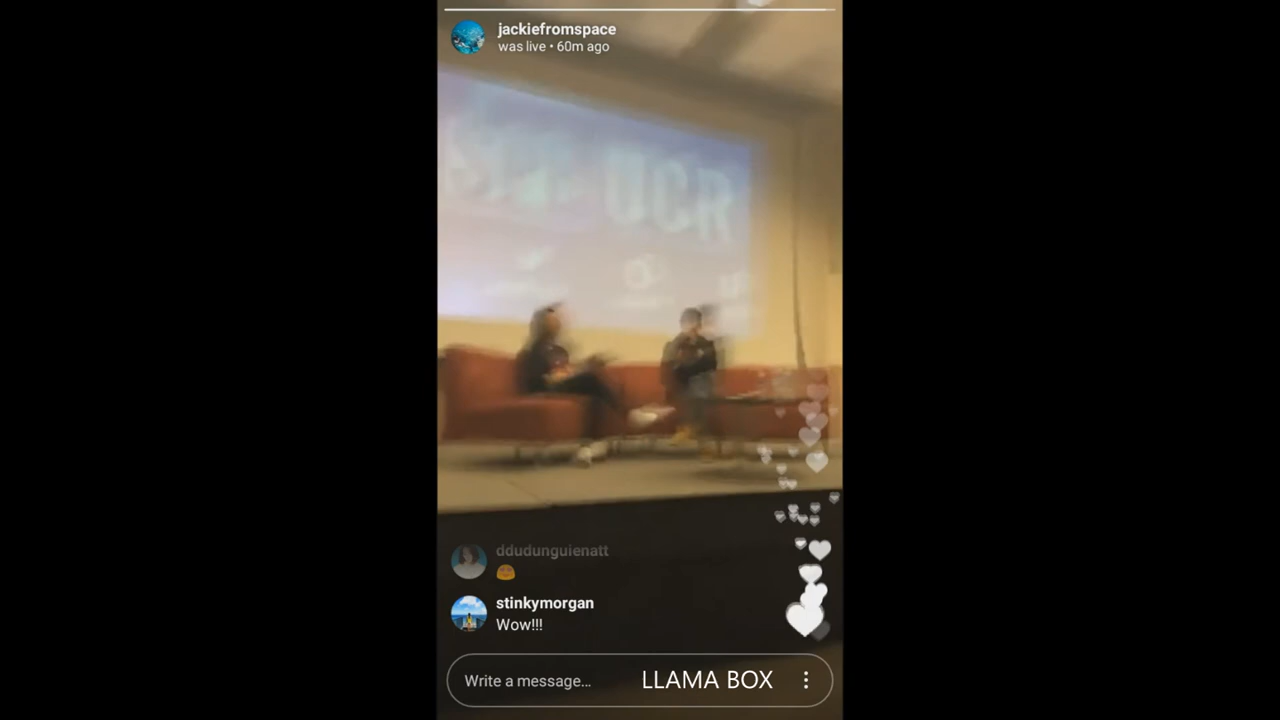 jackiefromspace
was live • 60m ago
UCR
ddudunguienatt
stinkymorgan
Wow!!!
Write a message...
LLAMA BOX